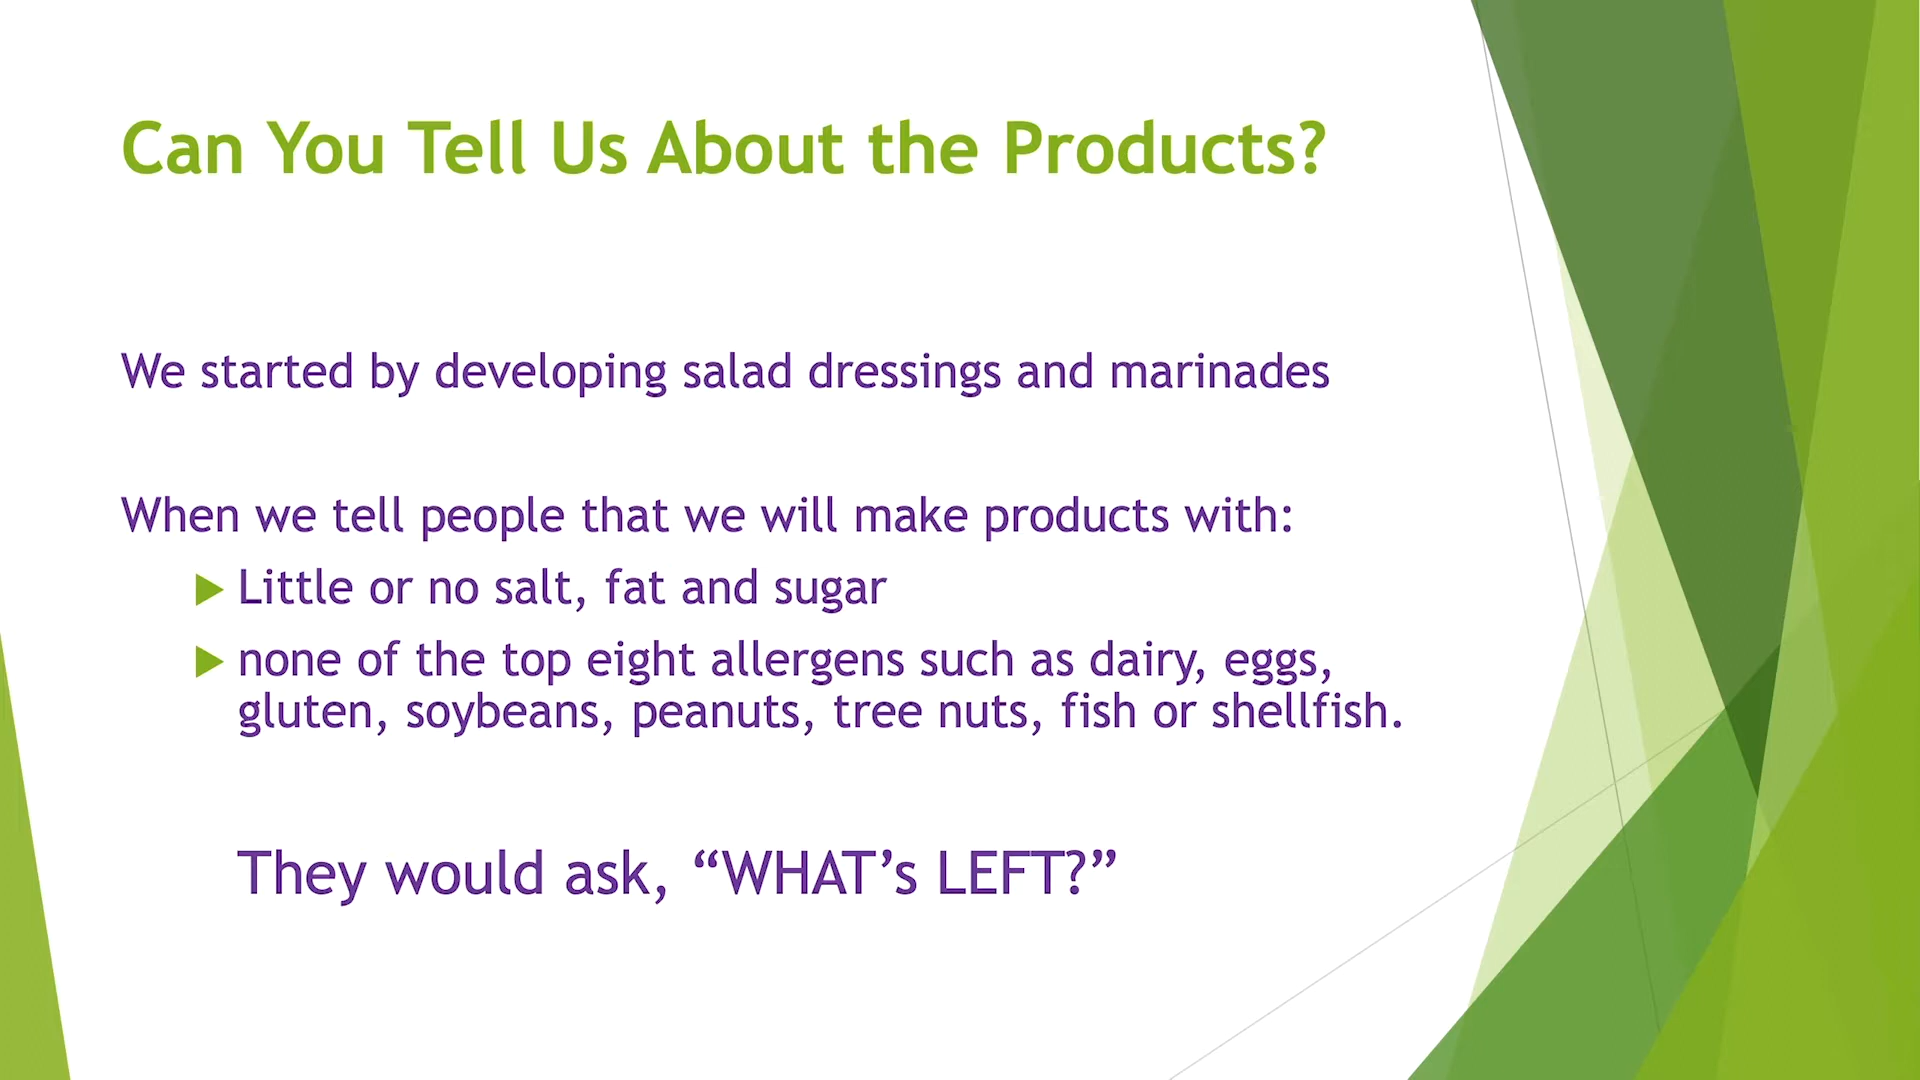 Can You Tell Us About the Products?
We started by developing salad dressings and marinades
When we tell people that we will make products with:
Little or no salt, fat and sugar
none of the top eight allergens such as dairy, eggs,
gluten, soybeans, peanuts, tree nuts, fish or shellfish.
They would ask, “WHAT’s LEFT?”